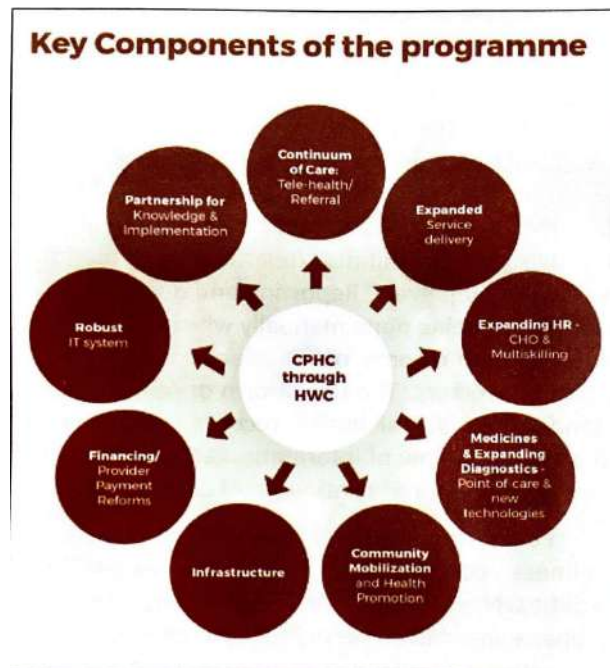 Key Components of the programme
Continuum
of Care:
Tele-health/
Referral
Expanded
Service
delivery
Expanding HR -
CHO &
Multiskilling
Medicines
& Expanding
Diagnostics -
Point of care &
new
technologies
Community
Mobilization
and Health
Promotion
Infrastructure
Financing/
Provider
Payment
Reforms
Robust
IT system
Partnership for
Knowledge &
Implementation
CPHC
through
HWC